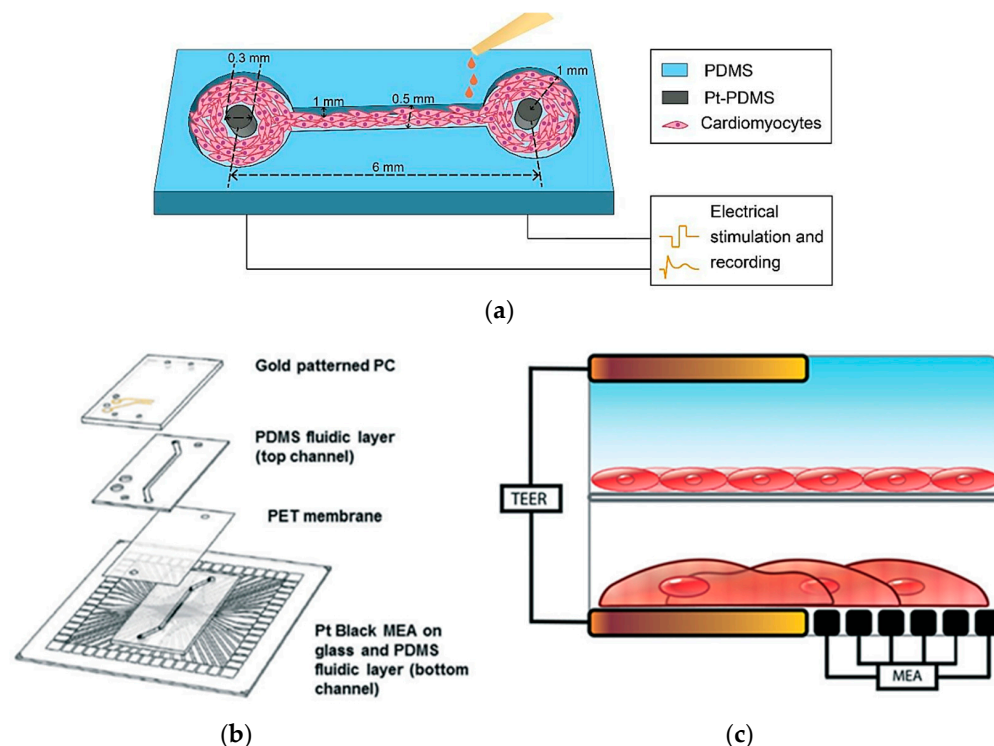 0.3 mm
1 mm
0.5 mm
1 mm
6 mm
PDMS
Pt-PDMS
Cardiomyocytes
Electrical
stimulation and
recording
(a)
Gold patterned PC
PDMS fluidic layer
(top channel)
PET membrane
Pt Black MEA on
glass and PDMS
fluidic layer (bottom
channel)
(b)
TEER
MEA
(c)